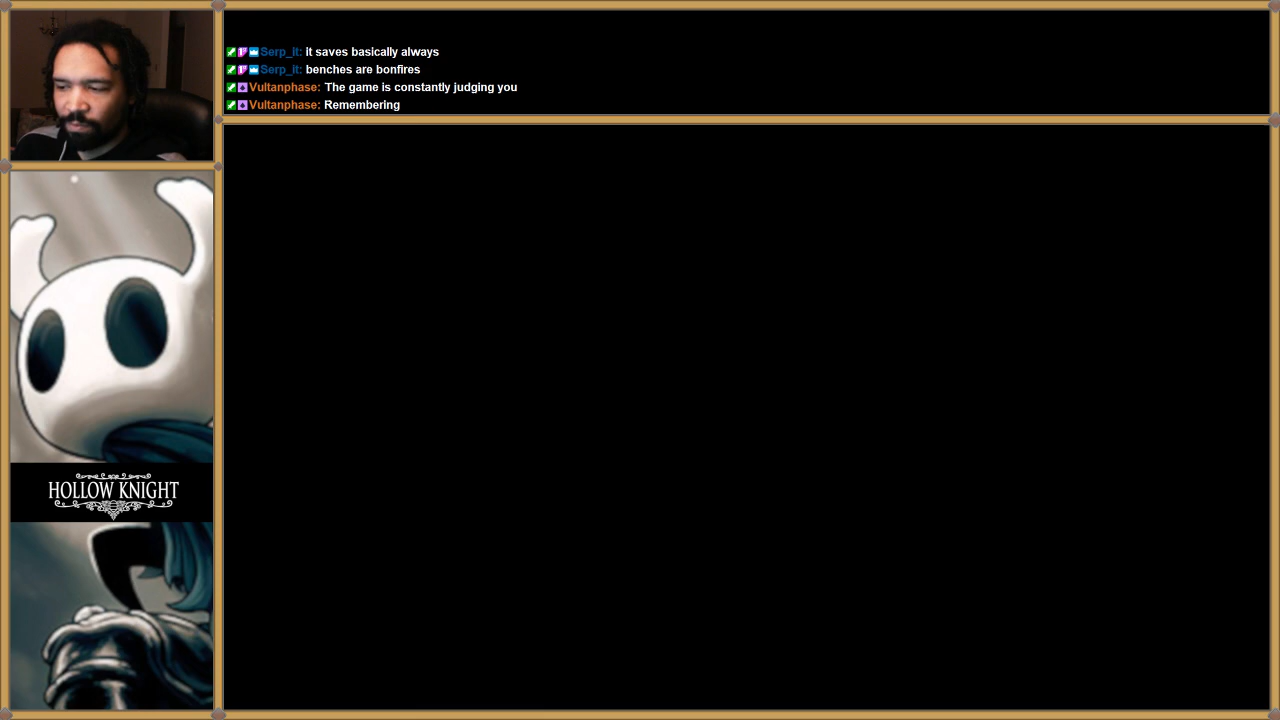 Serp_It: it saves basically always
Serp_it: benches are bonfires
Vultanphase: The game is constantly judging you
Vultanphase: Remembering
HOLLOW KNIGHT